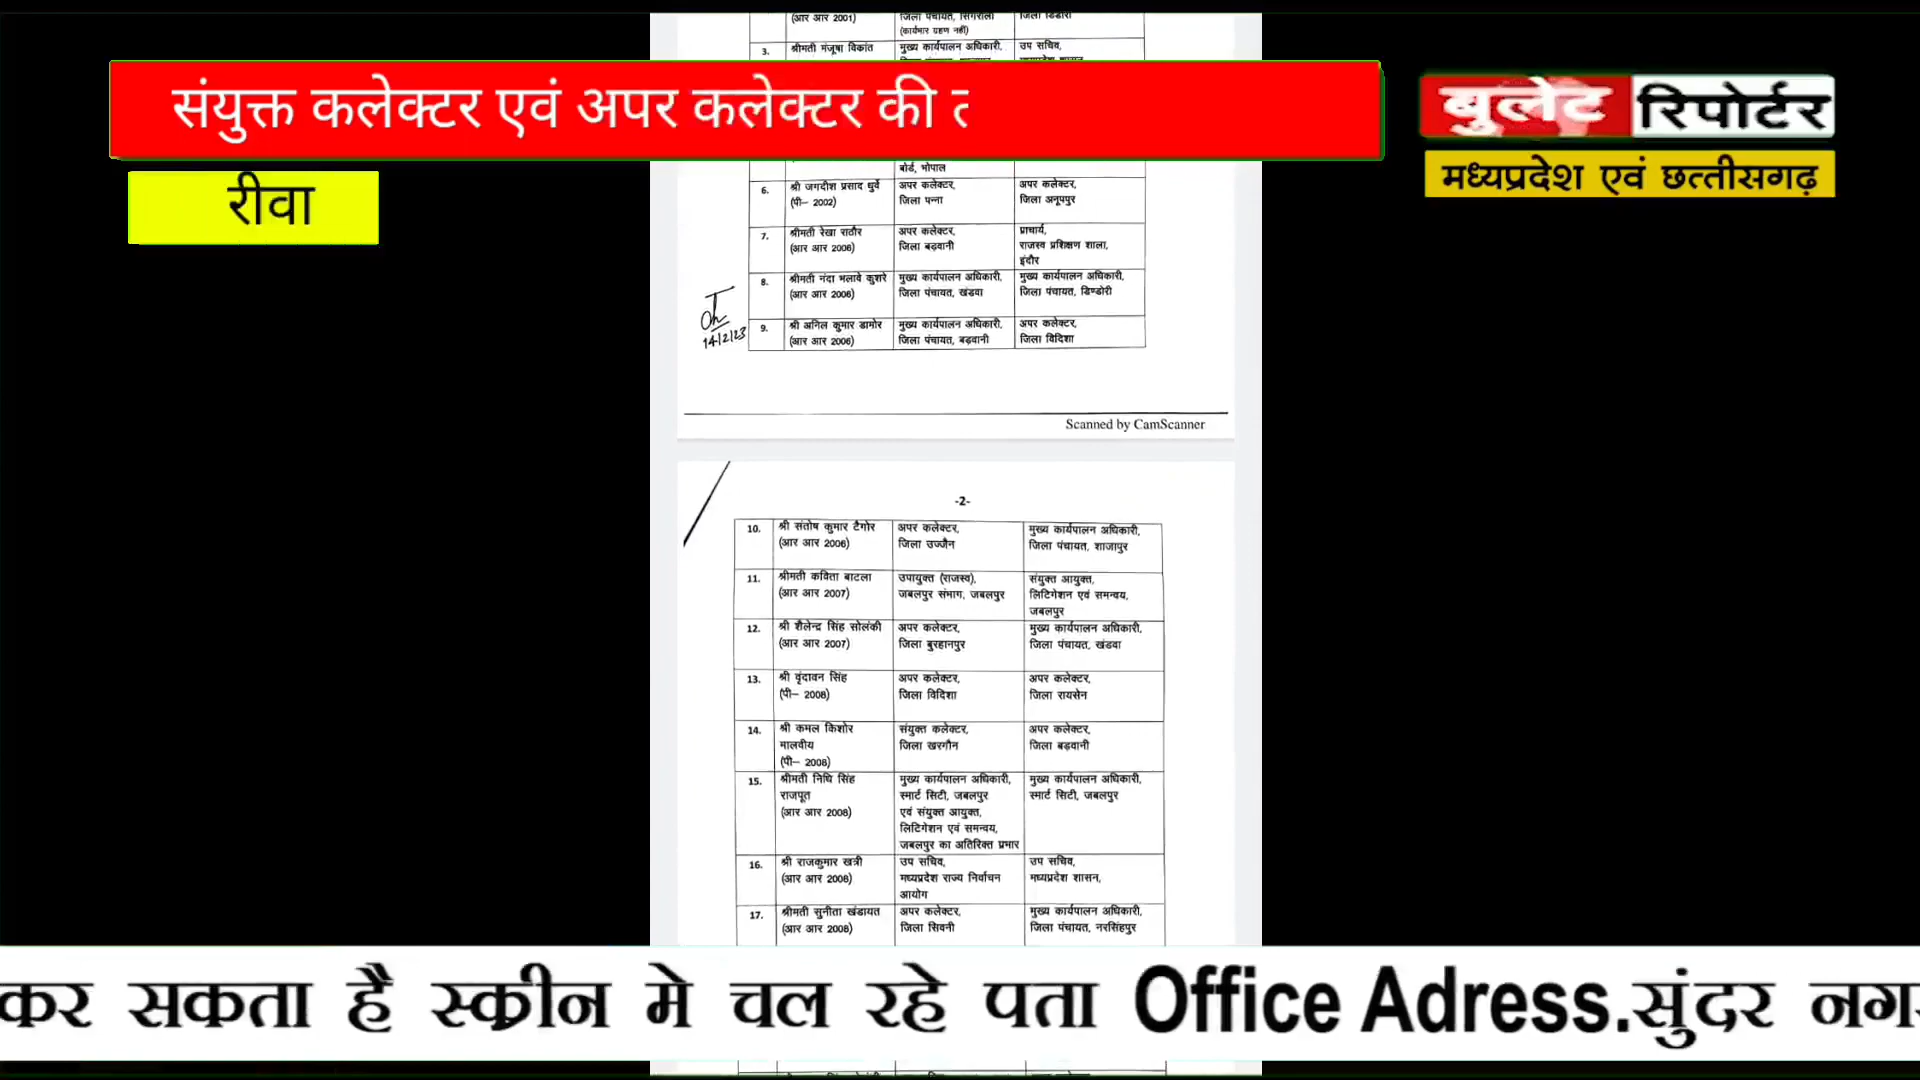 (आर आर 2001)
जिला पंचायत, सिंगरौली
जिला डिंडोरी
(कार्यभार ग्रहण नहीं)
3. श्रीमती मंजूषा विकांत
मुख्य कार्यपालन अधिकारी,
उप सचिव,
संयुक्त कलेक्टर एवं अपर कलेक्टर की त
बुलेट रिपोर्टर
मध्यप्रदेश एवं छत्तीसगढ़
रीवा
बोर्ड, भोपाल
6. श्री जगदीश प्रसाद धुर्वे
(पी– 2002)
अपर कलेक्टर,
जिला पन्ना
अपर कलेक्टर,
जिला अनूपपुर
7. श्रीमती रेखा राठौर
(आर आर 2006)
अपर कलेक्टर,
जिला बड़वानी
प्राचार्य,
राजस्व प्रशिक्षण शाला,
इंदौर
8. श्रीमती नंदा भलावे कुशरे
(आर आर 2006)
मुख्य कार्यपालन अधिकारी,
जिला पंचायत, खंडवा
मुख्य कार्यपालन अधिकारी,
जिला पंचायत, डिण्डोरी
9. श्री अनिल कुमार डामोर
(आर आर 2006)
मुख्य कार्यपालन अधिकारी,
जिला पंचायत, बड़वानी
अपर कलेक्टर,
जिला विदिशा
14/2/23
Scanned by CamScanner
-2-
10. श्री संतोष कुमार टैगोर
(आर आर 2006)
अपर कलेक्टर,
जिला उज्जैन
मुख्य कार्यपालन अधिकारी,
जिला पंचायत, शाजापुर
11. श्रीमती कविता बाटला
(आर आर 2007)
उपायुक्त (राजस्व),
जबलपुर संभाग, जबलपुर
संयुक्त आयुक्त,
लिटिगेशन एवं समन्वय,
जबलपुर
12. श्री शैलेन्द्र सिंह सोलंकी
(आर आर 2007)
अपर कलेक्टर,
जिला बुरहानपुर
मुख्य कार्यपालन अधिकारी,
जिला पंचायत, खंडवा
13. श्री वृंदावन सिंह
(पी– 2008)
अपर कलेक्टर,
जिला विदिशा
अपर कलेक्टर,
जिला रायसेन
14. श्री कमल किशोर
मालवीय
(पी– 2008)
संयुक्त कलेक्टर,
जिला खरगौन
अपर कलेक्टर,
जिला बड़वानी
15. श्रीमती निधि सिंह
राजपूत
(आर आर 2008)
मुख्य कार्यपालन अधिकारी,
स्मार्ट सिटी, जबलपुर
एवं संयुक्त आयुक्त,
लिटिगेशन एवं समन्वय,
जबलपुर का अतिरिक्त प्रभार
मुख्य कार्यपालन अधिकारी,
स्मार्ट सिटी, जबलपुर
16. श्री राजकुमार खत्री
(आर आर 2008)
उप सचिव,
मध्यप्रदेश राज्य निर्वाचन
आयोग
उप सचिव,
मध्यप्रदेश शासन,
17. श्रीमती सुनीता खंडायत
(आर आर 2008)
अपर कलेक्टर,
जिला सिवनी
मुख्य कार्यपालन अधिकारी,
जिला पंचायत, नरसिंहपुर
कर सकता है स्क्रीन मे चल रहे पता Office Adress.सुंदर नगर